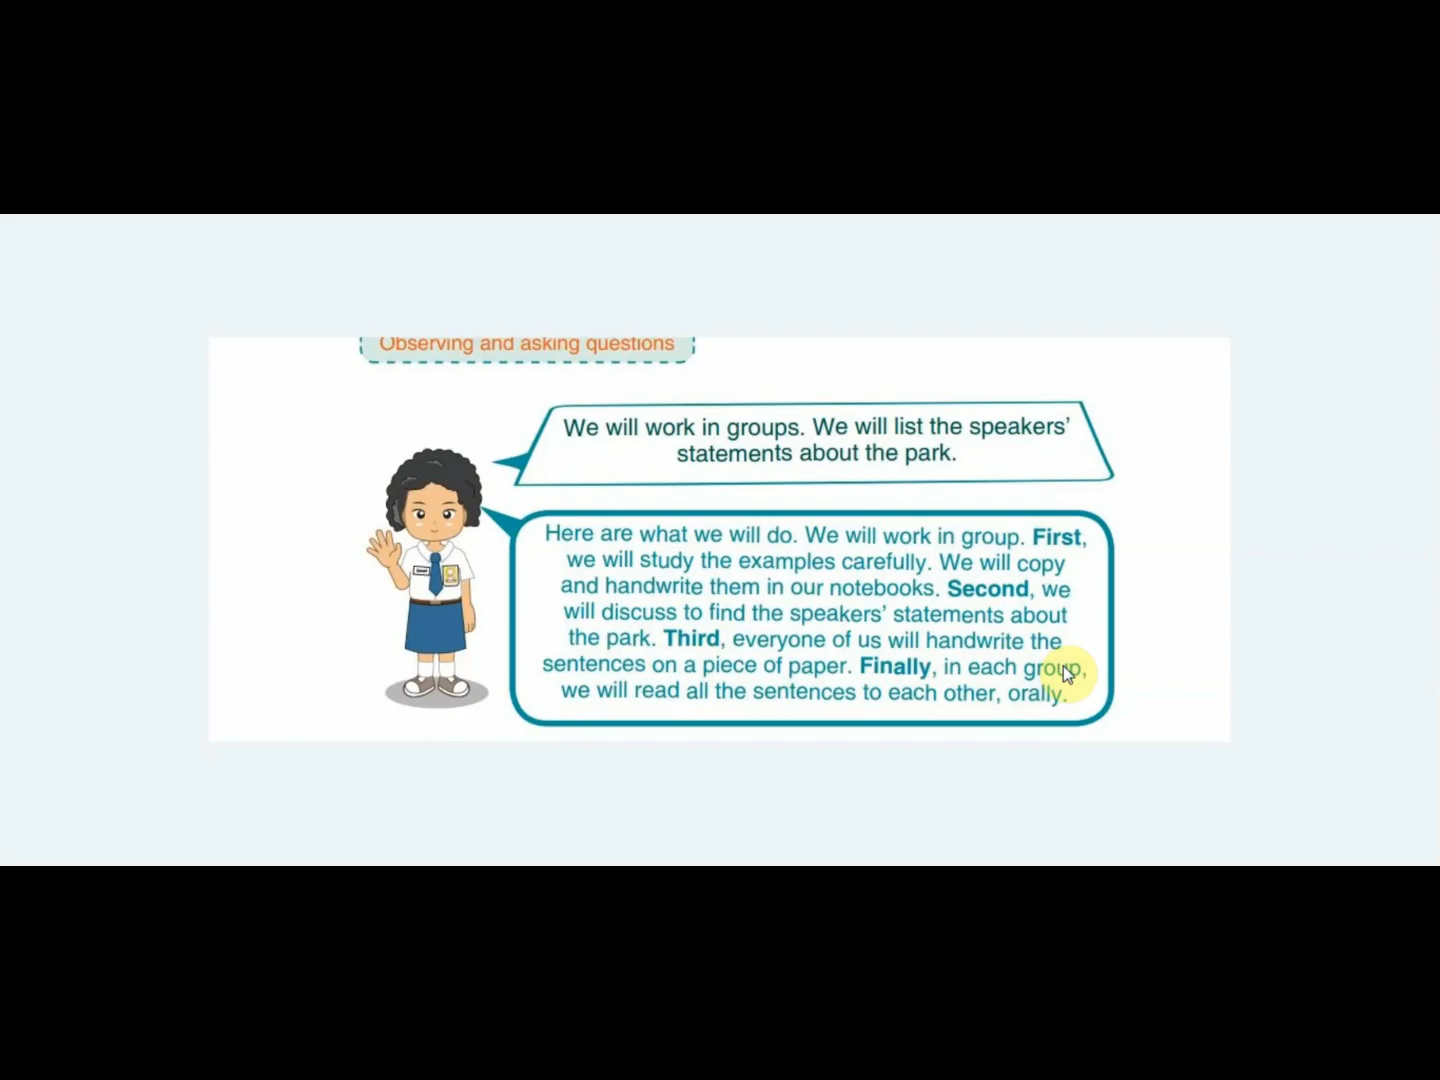 Observing and asking questions
We will work in groups. We will list the speakers'
statements about the park.
Here are what we will do. We will work in group. First,
we will study the examples carefully. We will copy
and handwrite them in our notebooks. Second, we
will discuss to find the speakers' statements about
the park. Third, everyone of us will handwrite the
sentences on a piece of paper. Finally, in each group,
we will read all the sentences to each other, orally.